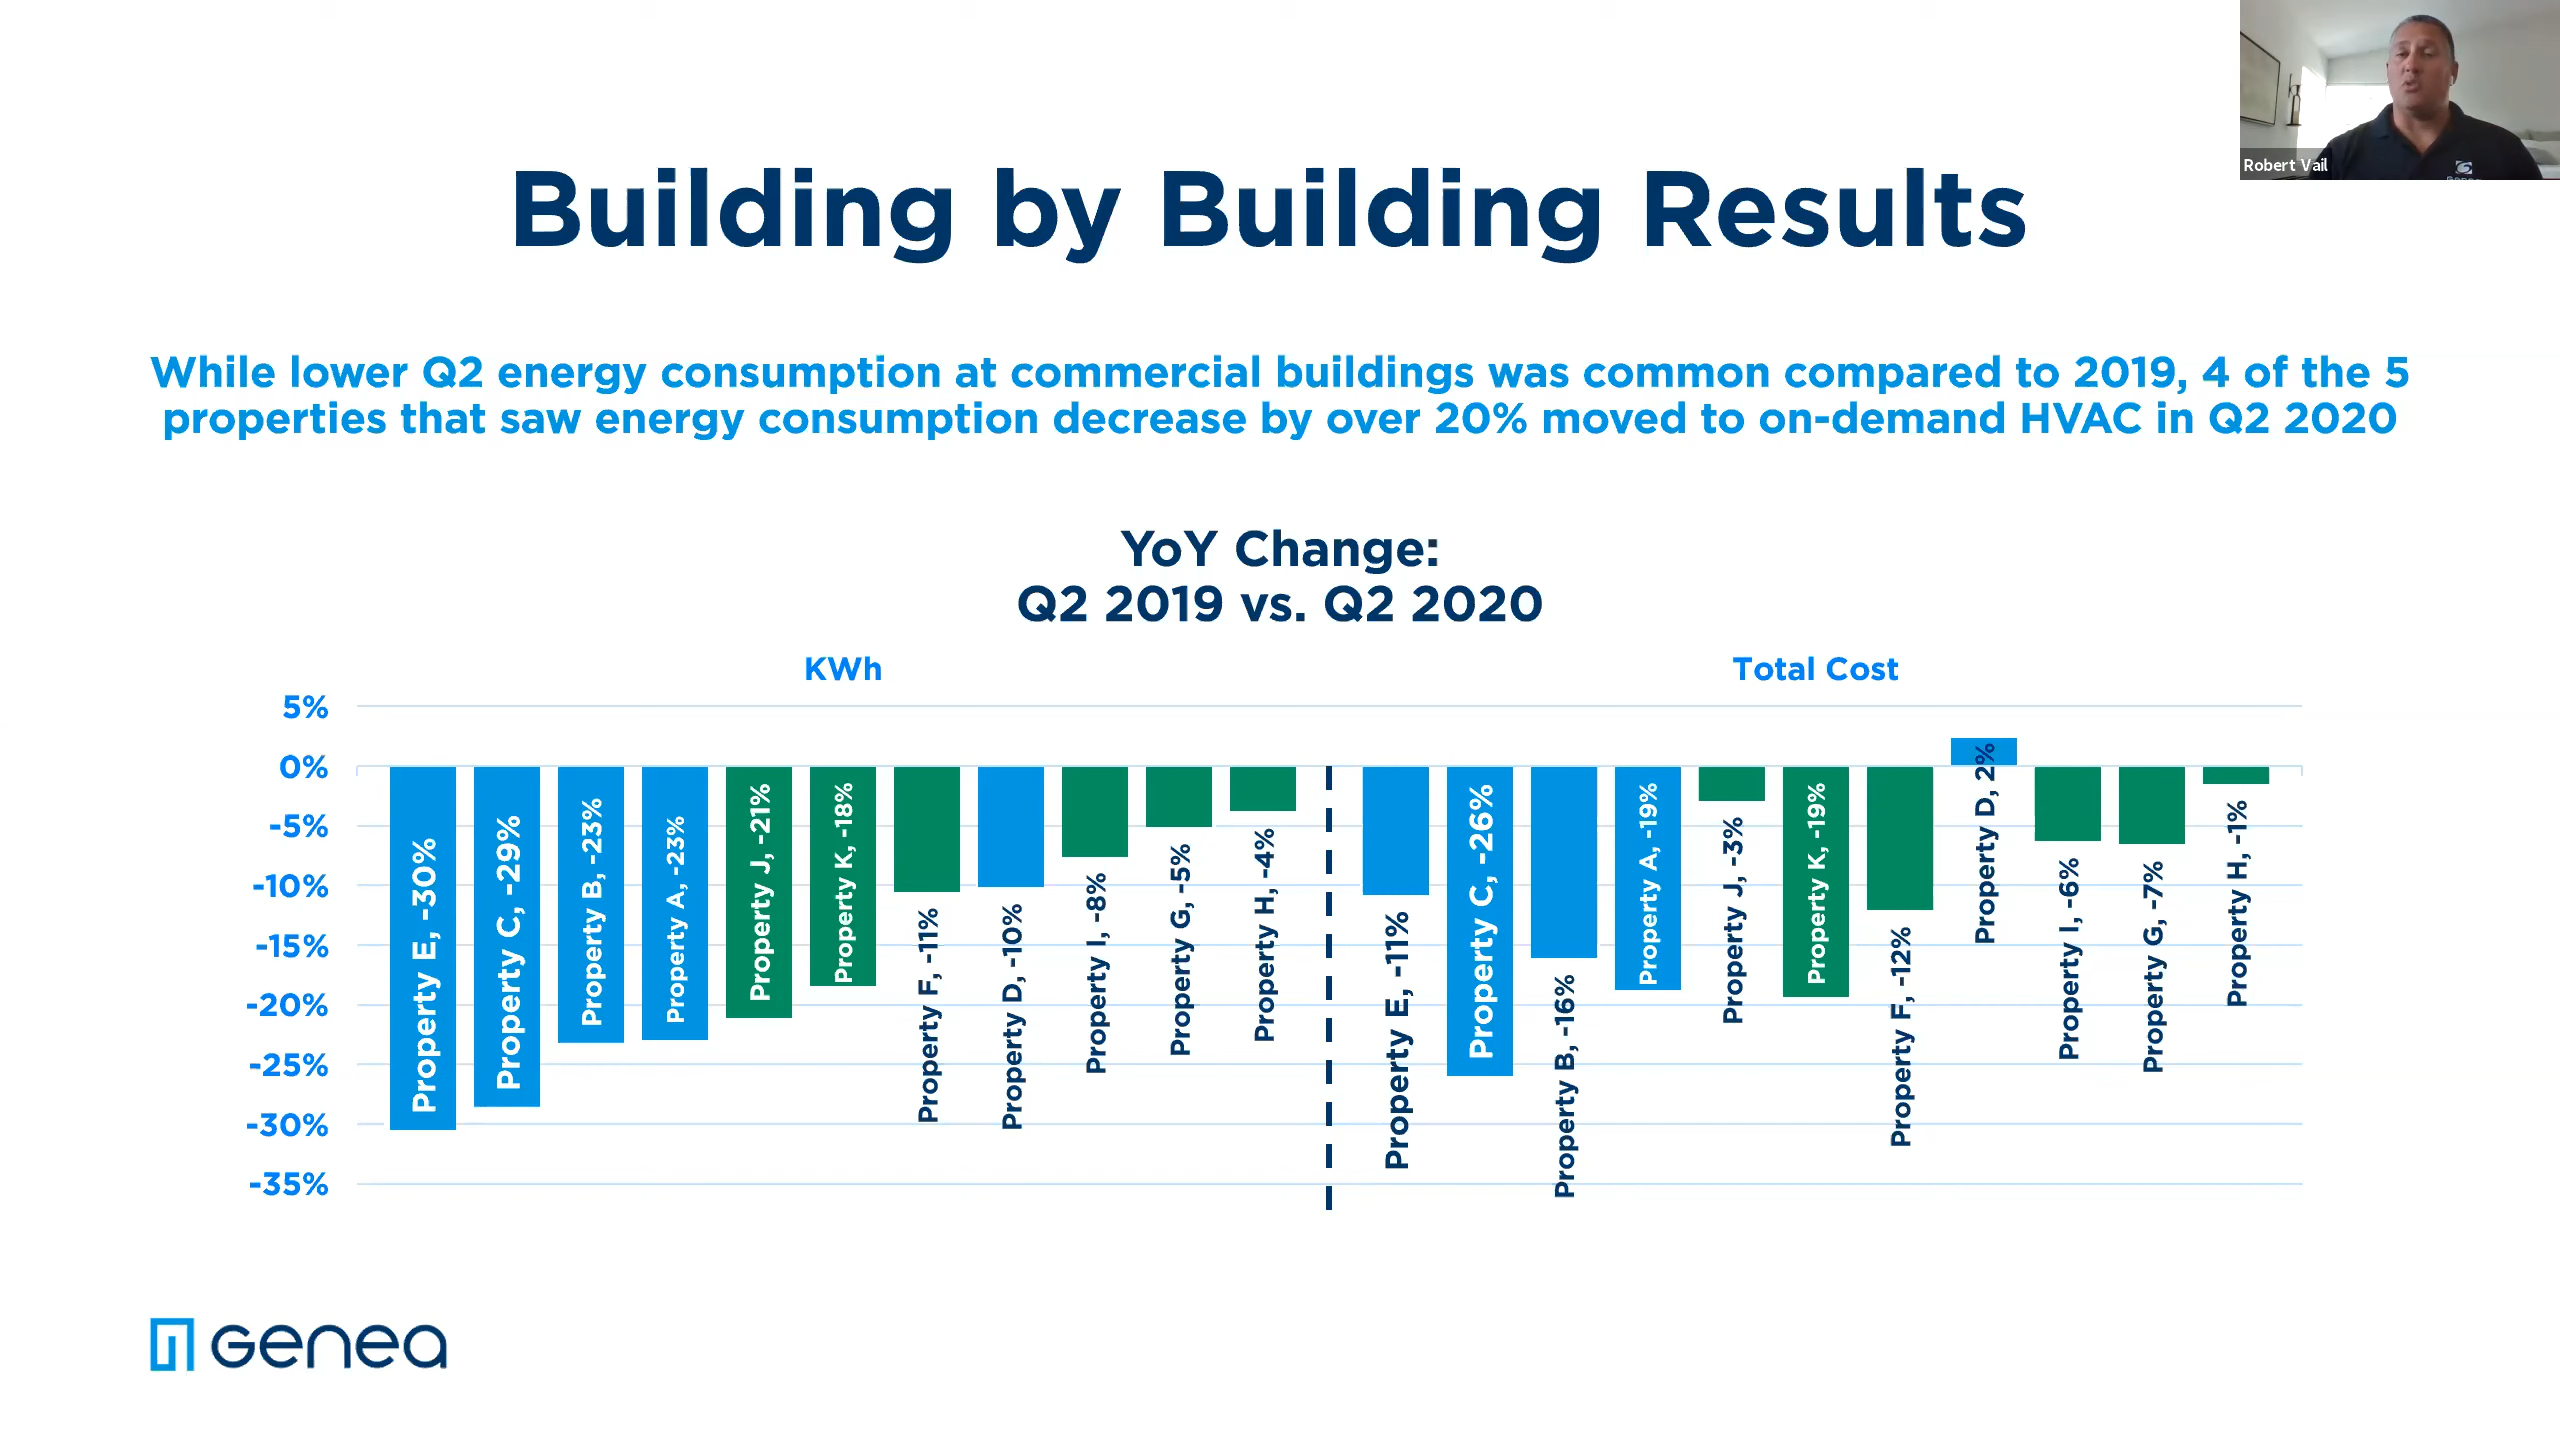 Robert Vail
Building by Building Results
While lower Q2 energy consumption at commercial buildings was common compared to 2019, 4 of the 5
properties that saw energy consumption decrease by over 20% moved to on-demand HVAC in Q2 2020
YoY Change:
Q2 2019 vs. Q2 2020
KWh
Total Cost
5%
0%
-5%
-10%
-15%
-20%
-25%
-30%
-35%
Property E, -30%
Property C, -29%
Property B, -23%
Property A, -23%
Property J, -21%
Property K, -18%
Property F, -11%
Property D, -10%
Property I, -8%
Property G, -5%
Property H, -4%
Property E, -11%
Property C, -26%
Property B, -16%
Property A, -19%
Property J, -3%
Property K, -19%
Property F, -12%
Property D, 2%
Property I, -6%
Property G, -7%
Property H, -1%
Genea